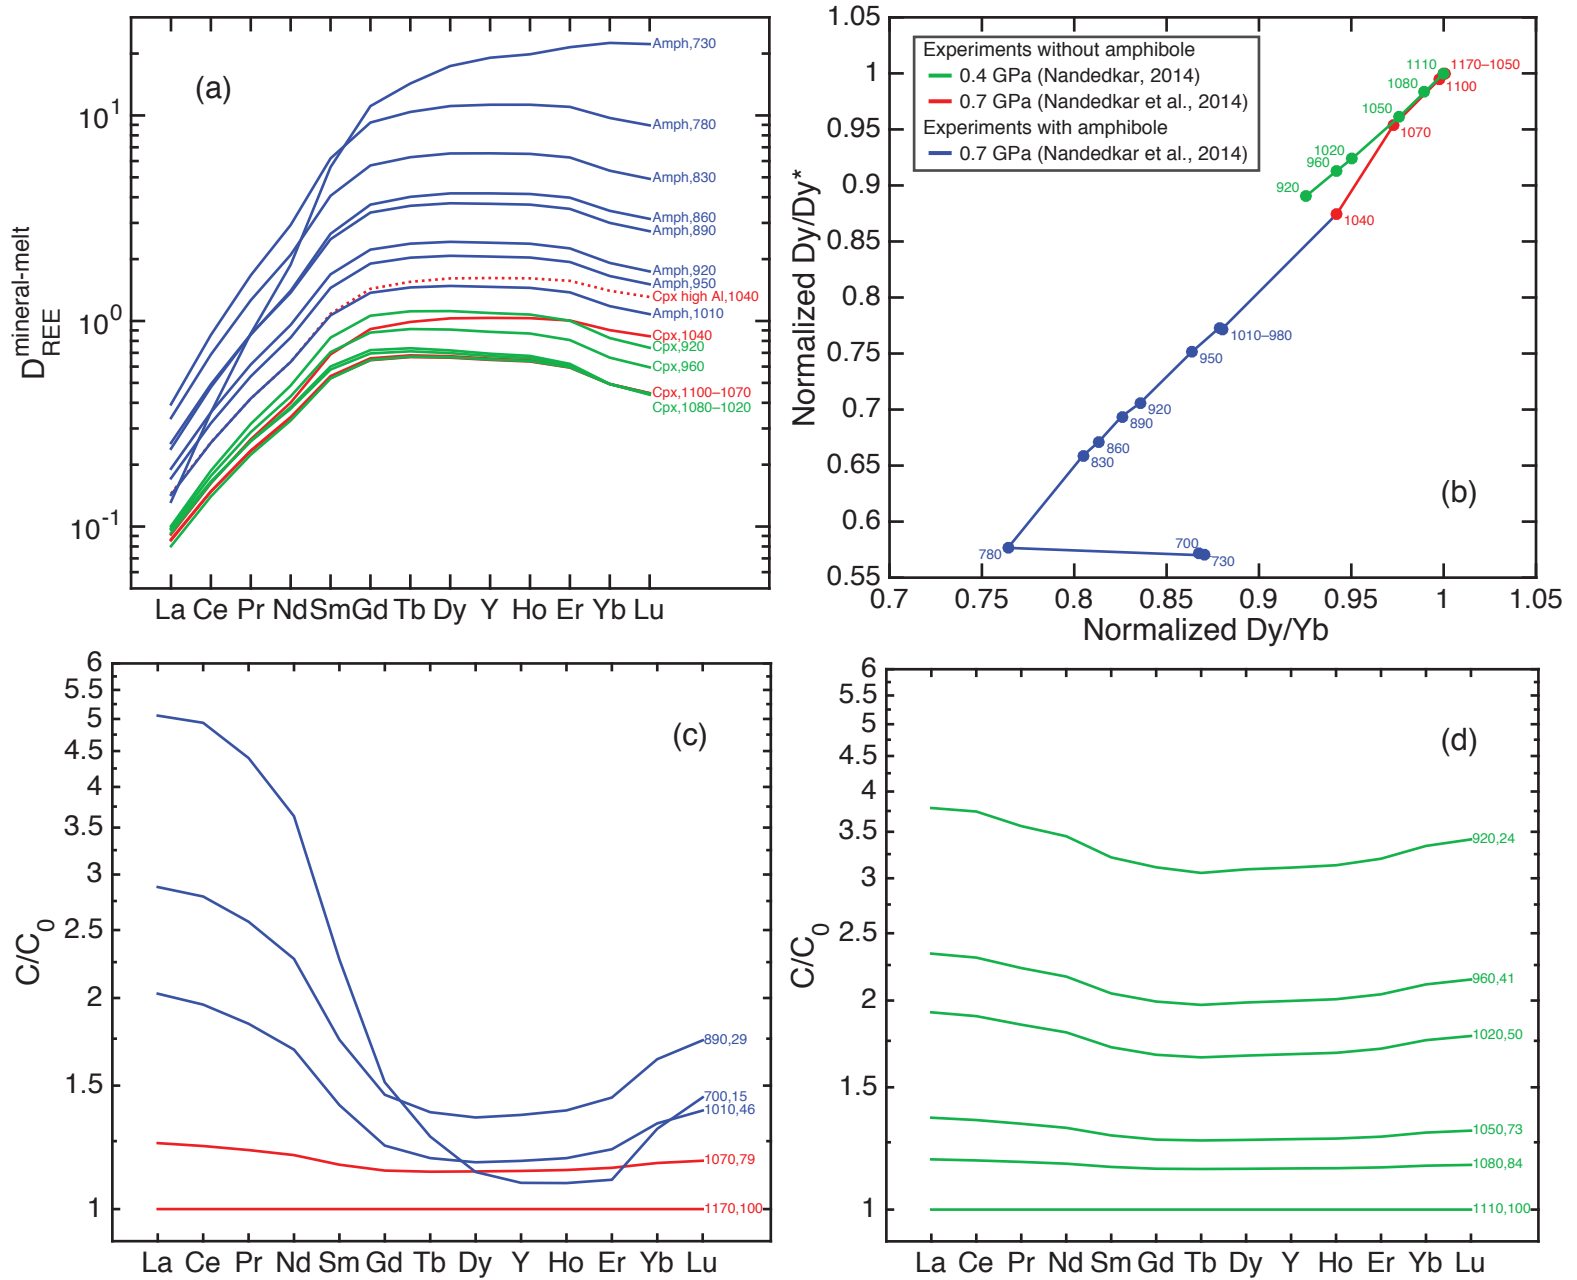 (a)
10^1
10^0
10^-1
D_REE^mineral-melt
Amph,730
Amph,780
Amph,830
Amph,860
Amph,890
Amph,920
Amph,950
Cpx high Al,1040
Amph,1010
Cpx,1040
Cpx,920
Cpx,960
Cpx,1100–1070
Cpx,1080–1020
La Ce Pr Nd Sm Gd Tb Dy Y Ho Er Yb Lu
1.05
1
0.95
0.9
0.85
0.8
0.75
0.7
0.65
0.6
0.55
Normalized Dy/Dy*
Experiments without amphibole
0.4 GPa (Nandedkar, 2014)
0.7 GPa (Nandedkar et al., 2014)
Experiments with amphibole
0.7 GPa (Nandedkar et al., 2014)
1110
1170–1050
1080
1100
1050
1070
1020
960
920
1040
1010–980
950
920
890
860
830
780
700
730
(b)
0.7 0.75 0.8 0.85 0.9 0.95 1 1.05
Normalized Dy/Yb
6
5.5
5
4.5
4
3.5
3
2.5
2
1.5
1
C/C_0
(c)
890,29
700,15
1010,46
1070,79
1170,100
La Ce Pr Nd Sm Gd Tb Dy Y Ho Er Yb Lu
6
5.5
5
4.5
4
3.5
3
2.5
2
1.5
1
C/C_0
(d)
920,24
960,41
1020,50
1050,73
1080,84
1110,100
La Ce Pr Nd Sm Gd Tb Dy Y Ho Er Yb Lu